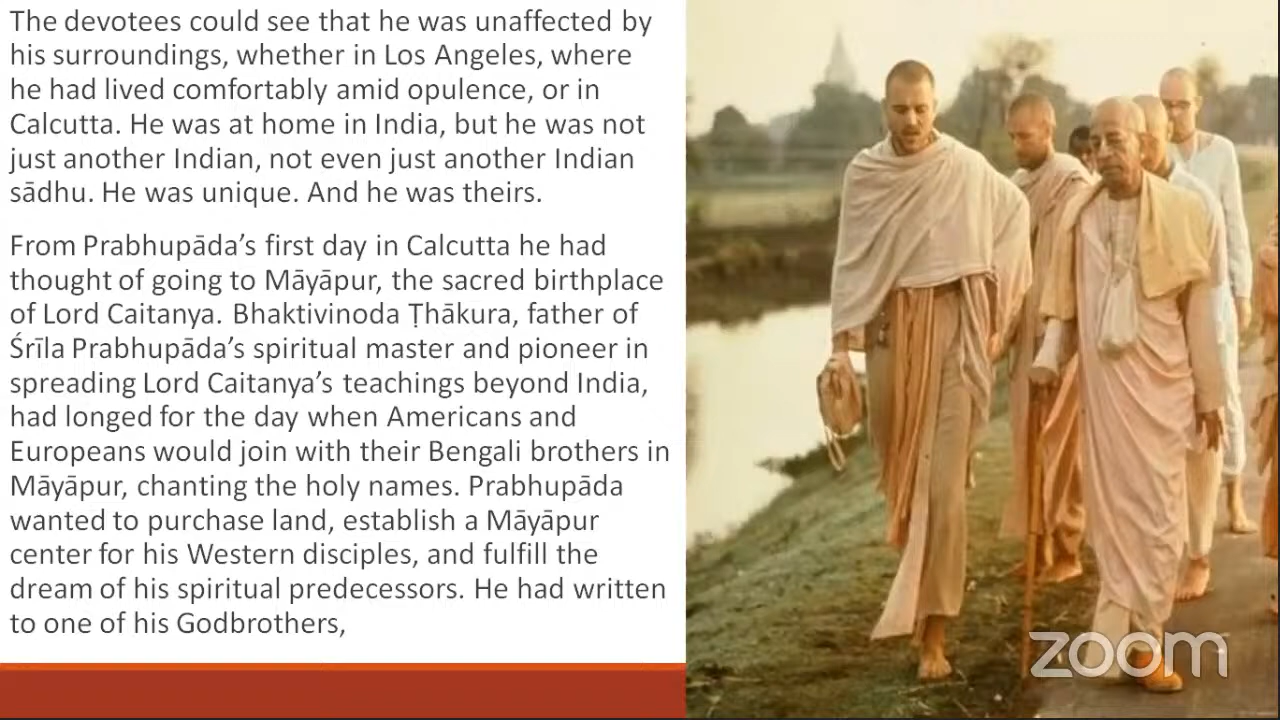 The devotees could see that he was unaffected by
his surroundings, whether in Los Angeles, where
he had lived comfortably amid opulence, or in
Calcutta. He was at home in India, but he was not
just another Indian, not even just another Indian
sādhu. He was unique. And he was theirs.
From Prabhupāda’s first day in Calcutta he had
thought of going to Māyāpur, the sacred birthplace
of Lord Caitanya. Bhaktivinoda Ṭhākura, father of
Śrīla Prabhupāda’s spiritual master and pioneer in
spreading Lord Caitanya’s teachings beyond India,
had longed for the day when Americans and
Europeans would join with their Bengali brothers in
Māyāpur, chanting the holy names. Prabhupāda
wanted to purchase land, establish a Māyāpur
center for his Western disciples, and fulfill the
dream of his spiritual predecessors. He had written
to one of his Godbrothers,
zoom